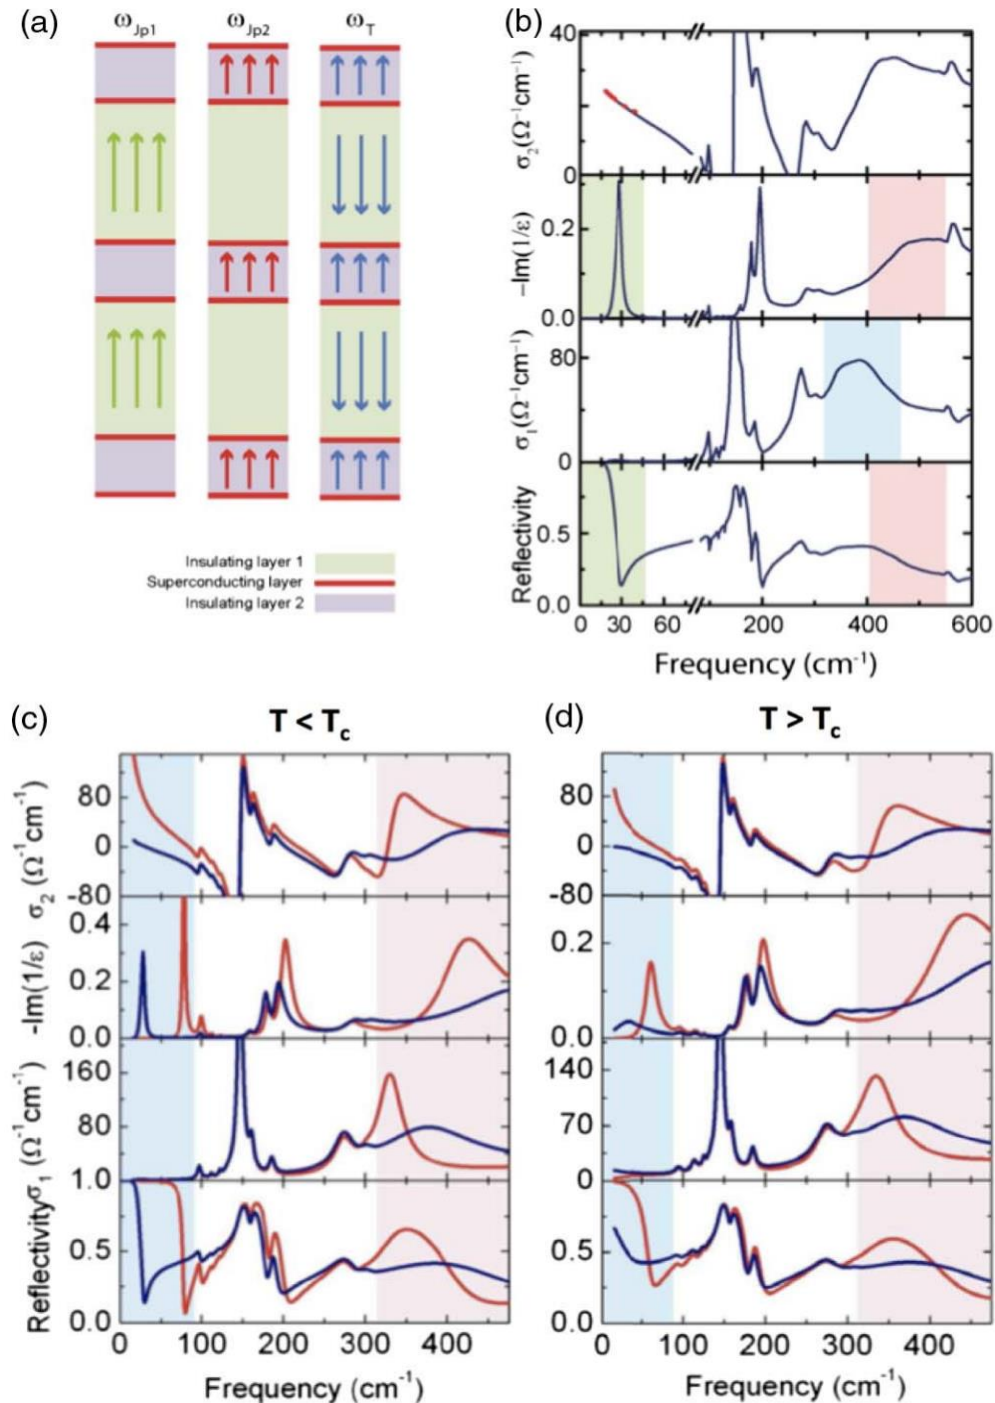 (a)
ω_Jp1 ω_Jp2 ω_T
Insulating layer 1
Superconducting layer
Insulating layer 2
(b)
40
σ₂(Ω⁻¹cm⁻¹)
0
0.2
−Im(1/ε)
0.0
80
σ₁(Ω⁻¹cm⁻¹)
0
0.5
Reflectivity
0.0
0 30 60 200 400 600
Frequency (cm⁻¹)
(c)
T < T_c
80
0
-80
σ₂ (Ω⁻¹cm⁻¹)
0.4
0.2
0.0
-Im(1/ε)
160
80
σ₁ (Ω⁻¹cm⁻¹)
1.0
0.5
0.0
Reflectivity
0 100 200 300 400
Frequency (cm⁻¹)
(d)
T > T_c
80
0
-80
0.2
0.0
140
70
0
0.5
0.0
0 100 200 300 400
Frequency (cm⁻¹)